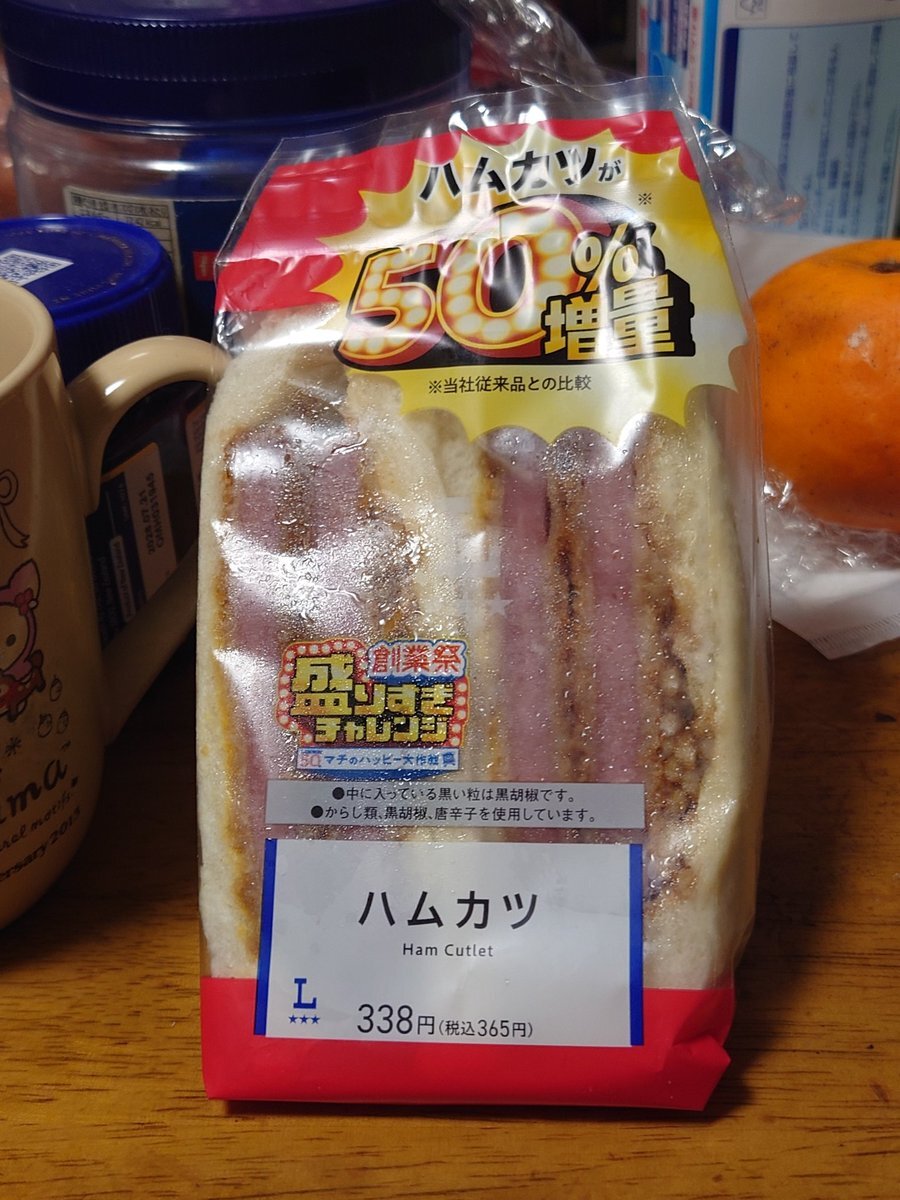 ハムカツが
※
50%
増量
※当社従来品との比較
創業祭
盛りすぎ
チャレンジ
50 マチのハッピー大作戦
●中に入っている黒い粒は黒胡椒です。
●からし類、黒胡椒、唐辛子を使用しています。
ハムカツ
Ham Cutlet
L
338円(税込365円)
ma
ersary 2013